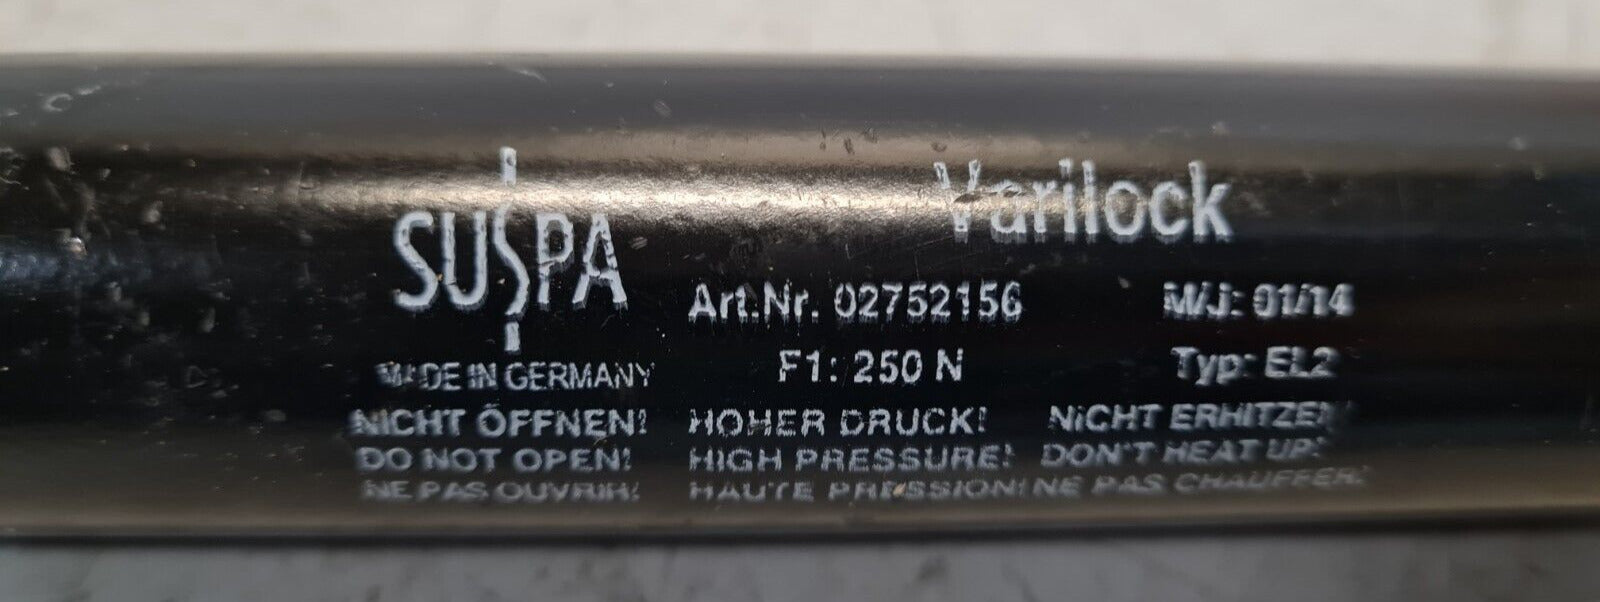 Varilock
SUSPA
Art.Nr. 02752156 M/J: 01/14
MADE IN GERMANY F1: 250 N Typ: EL2
NICHT ÖFFNEN! HOHER DRUCK! NICHT ERHITZEN!
DO NOT OPEN! HIGH PRESSURE! DON'T HEAT UP!
NE PAS OUVRIR! HAUTE PRESSION! NE PAS CHAUFFER!